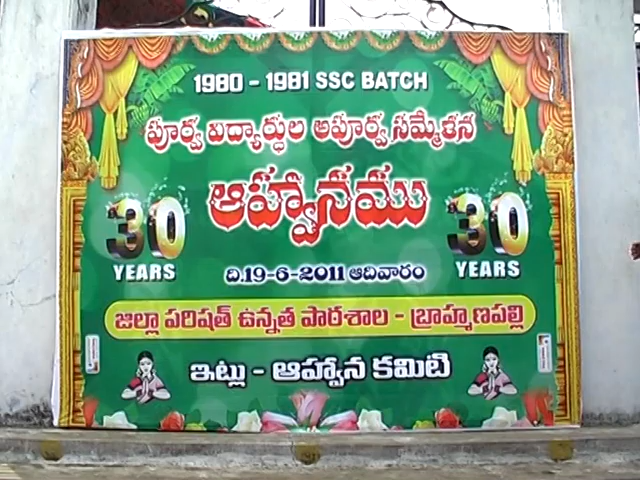 1980 - 1981 SSC BATCH
పూర్వ విద్యార్థుల అపూర్వ సమ్మేళన
ఆహ్వానము
30 YEARS
30 YEARS
ది.19-6-2011 ఆదివారం
జిల్లా పరిషత్ ఉన్నత పాఠశాల - బ్రాహ్మణపల్లి
ఇట్లు - ఆహ్వాన కమిటి